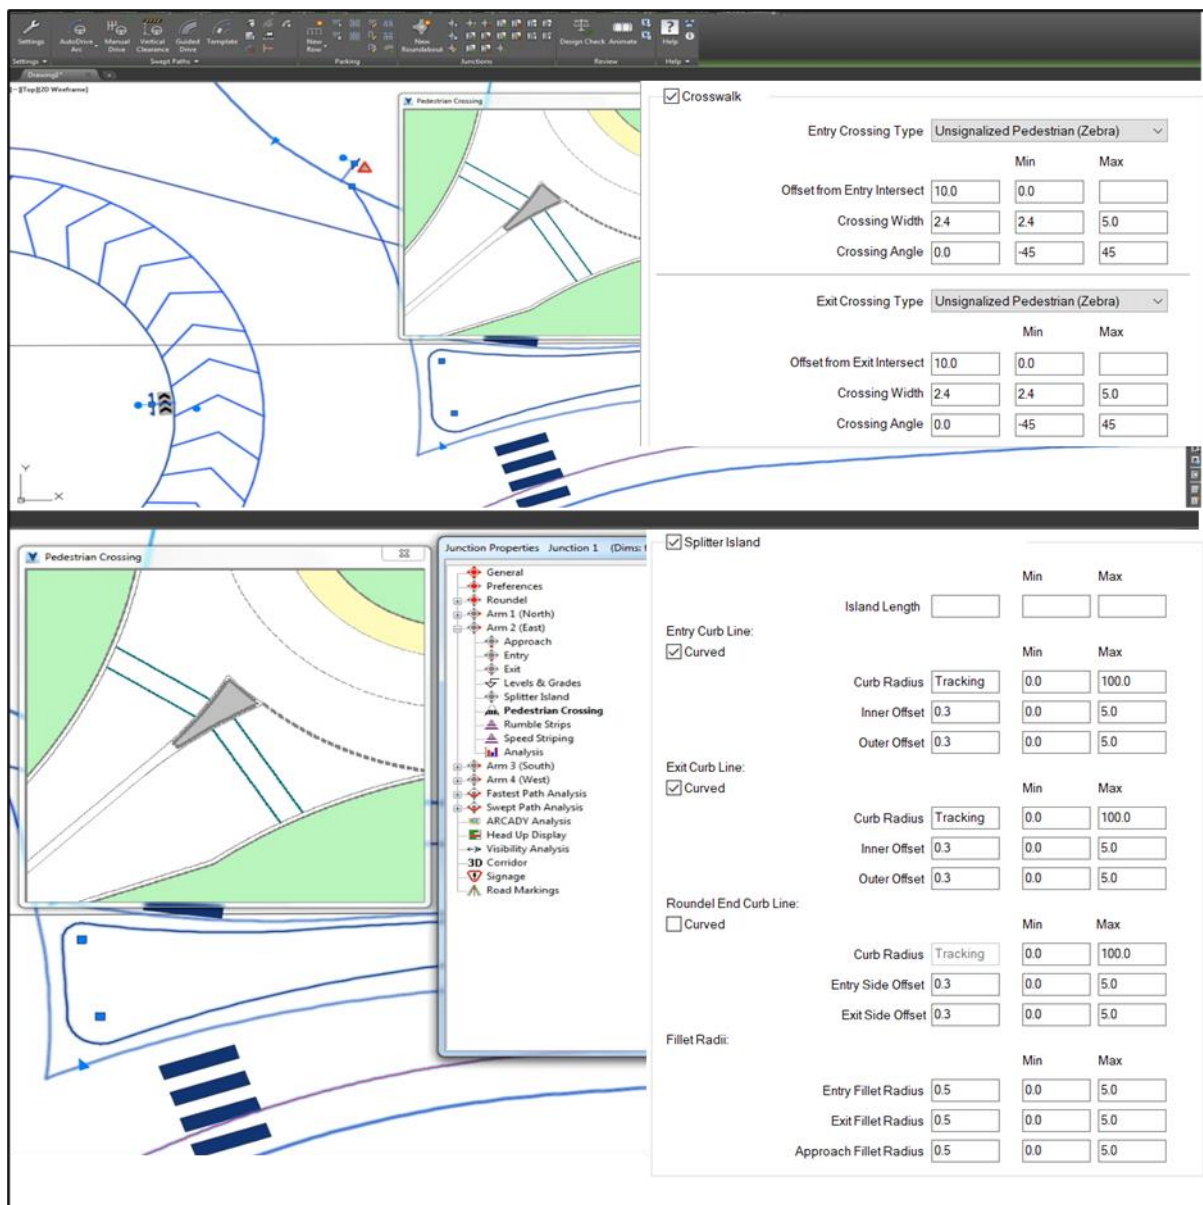 Settings
AutoDrive Arc
Manual Drive
Vertical Clearance
Guided Drive
Template
New Row
New Roundabout
Design Check
Animate
Help
Settings
Swept Paths
Parking
Junctions
Review
Help
Drawing
[-][Top][2D Wireframe]
Pedestrian Crossing
Y
X
Crosswalk
Entry Crossing Type Unsignalized Pedestrian (Zebra)
Min Max
Offset from Entry Intersect 10.0 0.0
Crossing Width 2.4 2.4 5.0
Crossing Angle 0.0 -45 45
Exit Crossing Type Unsignalized Pedestrian (Zebra)
Min Max
Offset from Exit Intersect 10.0 0.0
Crossing Width 2.4 2.4 5.0
Crossing Angle 0.0 -45 45
Pedestrian Crossing
Junction Properties Junction 1 (Dims:
General
Preferences
Roundel
Arm 1 (North)
Arm 2 (East)
Approach
Entry
Exit
Levels & Grades
Splitter Island
Pedestrian Crossing
Rumble Strips
Speed Striping
Analysis
Arm 3 (South)
Arm 4 (West)
Fastest Path Analysis
Swept Path Analysis
ARCADY Analysis
Head Up Display
Visibility Analysis
3D Corridor
Signage
Road Markings
Splitter Island
Min Max
Island Length
Entry Curb Line:
Curved Min Max
Curb Radius Tracking 0.0 100.0
Inner Offset 0.3 0.0 5.0
Outer Offset 0.3 0.0 5.0
Exit Curb Line:
Curved Min Max
Curb Radius Tracking 0.0 100.0
Inner Offset 0.3 0.0 5.0
Outer Offset 0.3 0.0 5.0
Roundel End Curb Line:
Curved Min Max
Curb Radius Tracking 0.0 100.0
Entry Side Offset 0.3 0.0 5.0
Exit Side Offset 0.3 0.0 5.0
Fillet Radii:
Min Max
Entry Fillet Radius 0.5 0.0 5.0
Exit Fillet Radius 0.5 0.0 5.0
Approach Fillet Radius 0.5 0.0 5.0